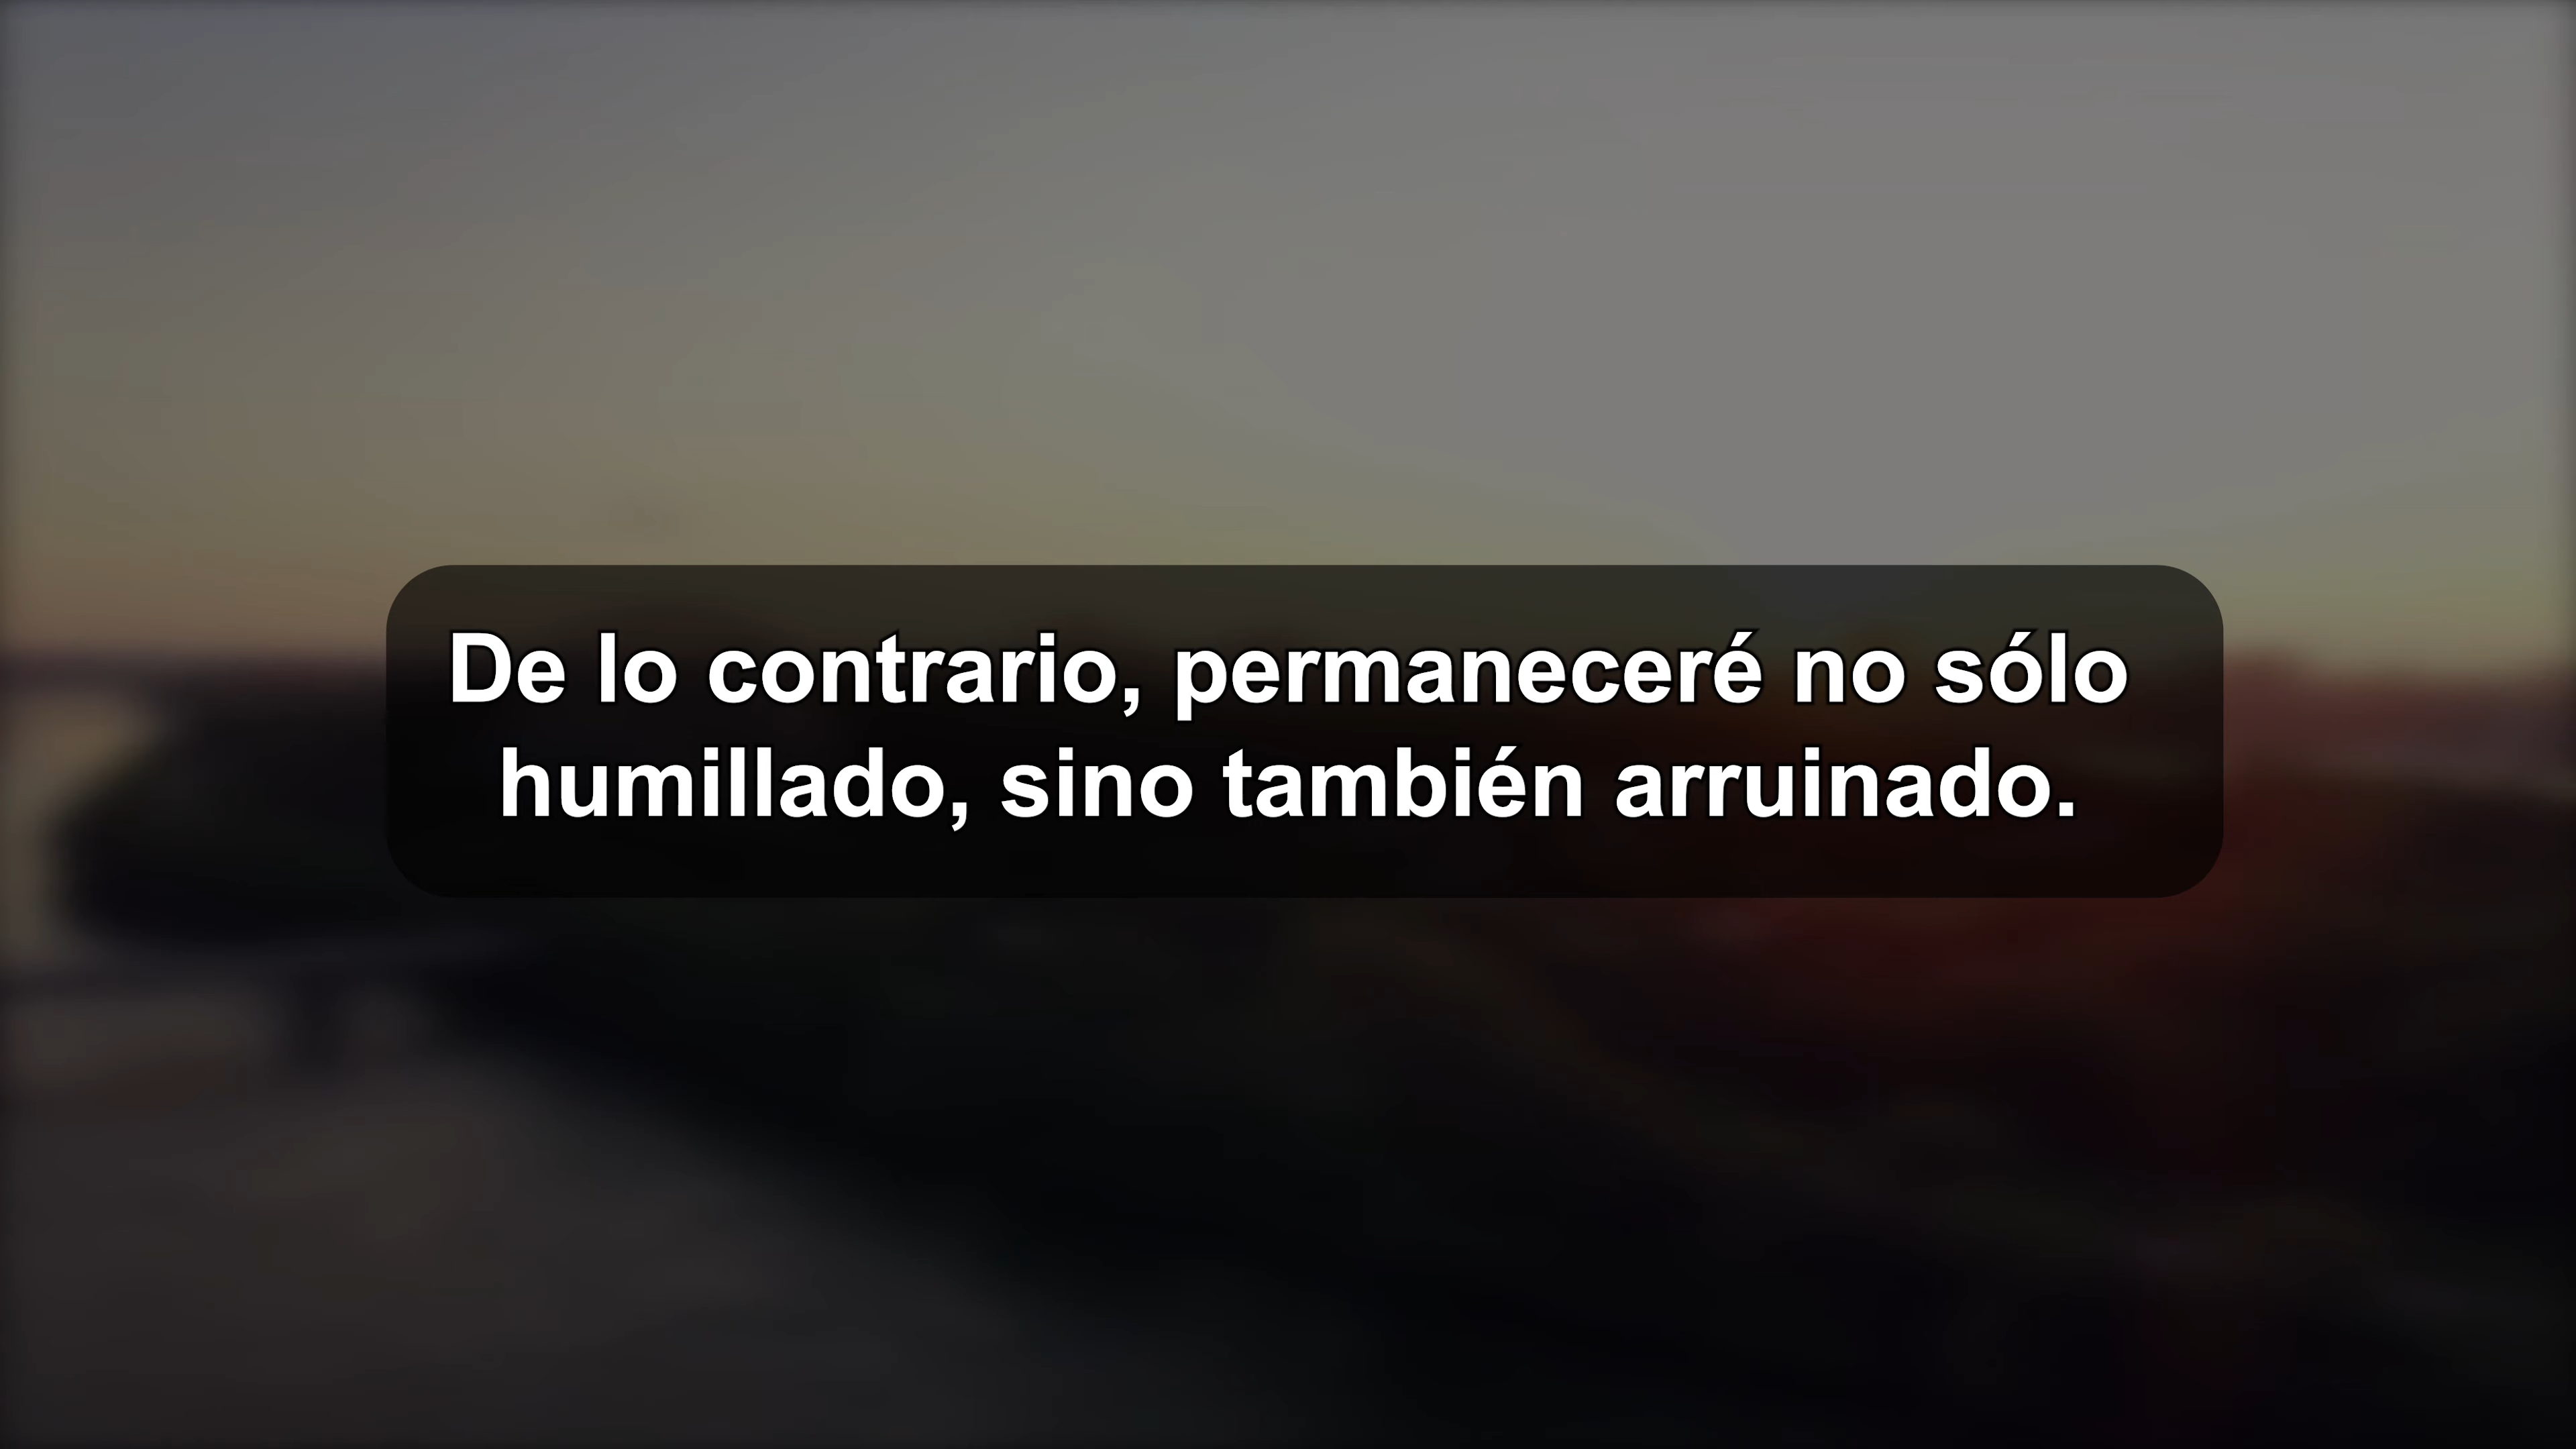 De lo contrario, permaneceré no sólo
humillado, sino también arruinado.